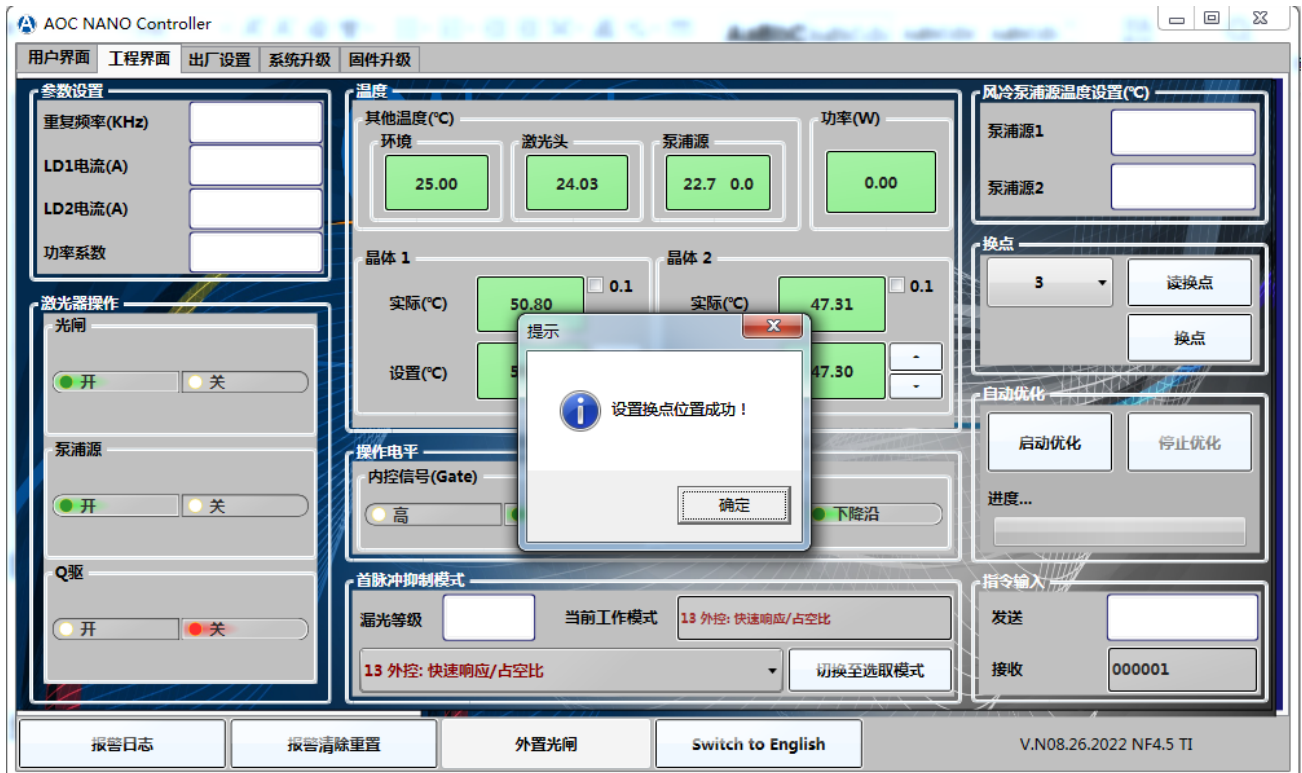 AOC NANO Controller
用户界面 工程界面 出厂设置 系统升级 固件升级
参数设置
重复频率(KHz)
LD1电流(A)
LD2电流(A)
功率系数
激光器操作
光闸
开 关
泵浦源
开 关
Q驱
开 关
温度
其他温度(℃)
环境 激光头 泵浦源
25.00 24.03 22.7 0.0
功率(W)
0.00
晶体 1
实际(℃) 50.80 0.1
设置(℃) 5
晶体 2
实际(℃) 47.31 0.1
47.30
提示
设置换点位置成功！
确定
操作电平
内控信号(Gate)
高 下降沿
首脉冲抑制模式
漏光等级 当前工作模式 13 外控: 快速响应/占空比
13 外控: 快速响应/占空比 切换至选取模式
风冷泵浦源温度设置(℃)
泵浦源1
泵浦源2
换点
3 读换点
换点
自动优化
启动优化 停止优化
进度...
指令输入
发送
接收 000001
报警日志 报警清除重置 外置光闸 Switch to English V.N08.26.2022 NF4.5 TI